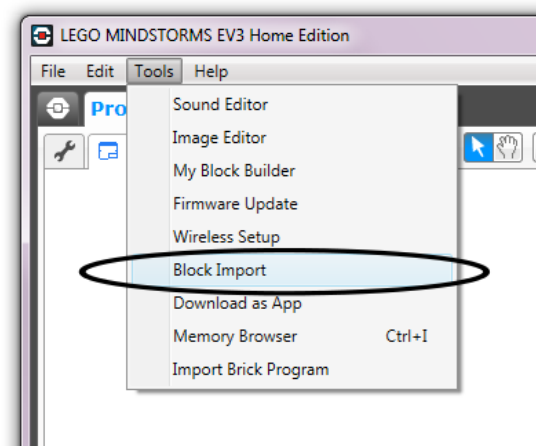 LEGO MINDSTORMS EV3 Home Edition
File Edit Tools Help
Pro
Sound Editor
Image Editor
My Block Builder
Firmware Update
Wireless Setup
Block Import
Download as App
Memory Browser Ctrl+I
Import Brick Program